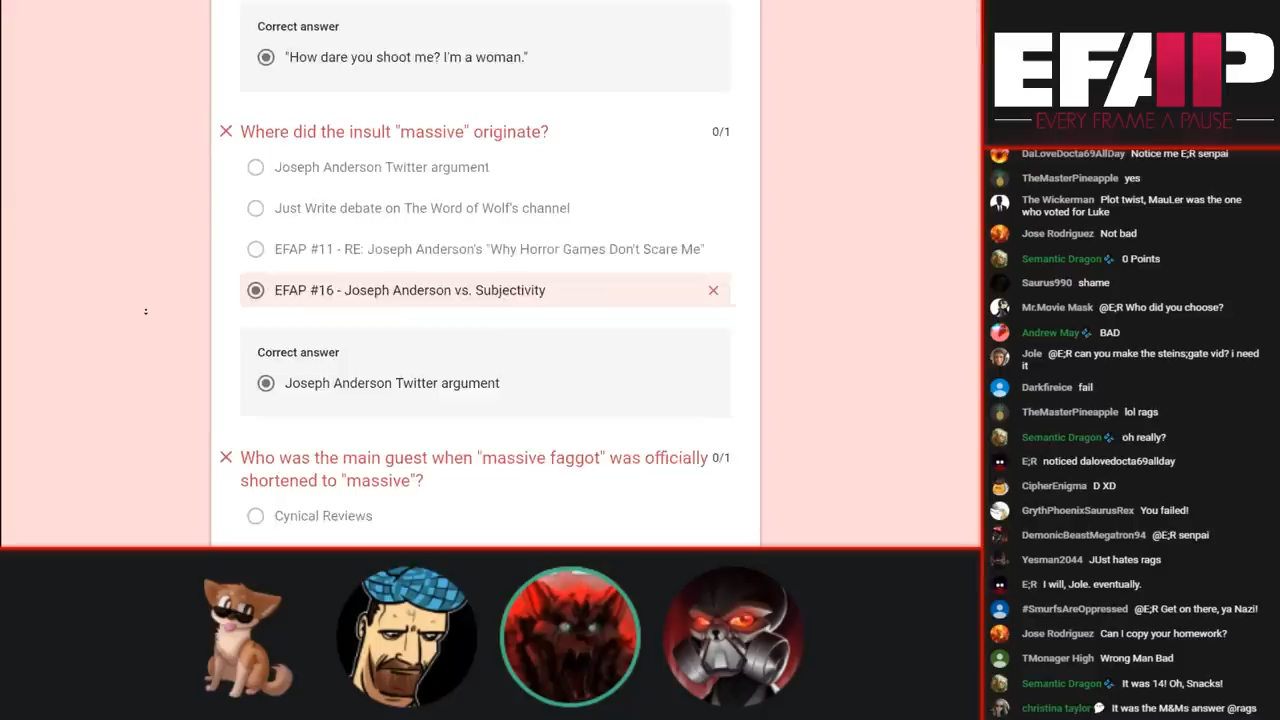 Correct answer
"How dare you shoot me? I'm a woman."
Where did the insult "massive" originate? 0/1
Joseph Anderson Twitter argument
Just Write debate on The Word of Wolf's channel
EFAP #11 - RE: Joseph Anderson's "Why Horror Games Don't Scare Me"
EFAP #16 - Joseph Anderson vs. Subjectivity
Correct answer
Joseph Anderson Twitter argument
Who was the main guest when "massive faggot" was officially 0/1
shortened to "massive"?
Cynical Reviews
EFAP
EVERY FRAME A PAUSE
DaLoveDocta69AllDay Notice me E;R senpai
TheMasterPineapple yes
The Wickerman Plot twist, MauLer was the one
who voted for Luke
Jose Rodriguez Not bad
Semantic Dragon 0 Points
Saurus990 shame
Mr.Movie Mask @E;R Who did you choose?
Andrew May BAD
Jole @E;R can you make the steins;gate vid? i need
it
Darkfireice fail
TheMasterPineapple lol rags
Semantic Dragon oh really?
E;R noticed dalovedocta69allday
CipherEnigma D XD
GrythPhoenixSaurusRex You failed!
DemonicBeastMegatron94 @E;R senpai
Yesman2044 JUst hates rags
E;R I will, Jole. eventually.
#SmurfsAreOppressed @E;R Get on there, ya Nazi!
Jose Rodriguez Can I copy your homework?
TManager High Wrong Man Bad
Semantic Dragon It was 14! Oh, Snacks!
christina taylor It was the M&Ms answer @rags